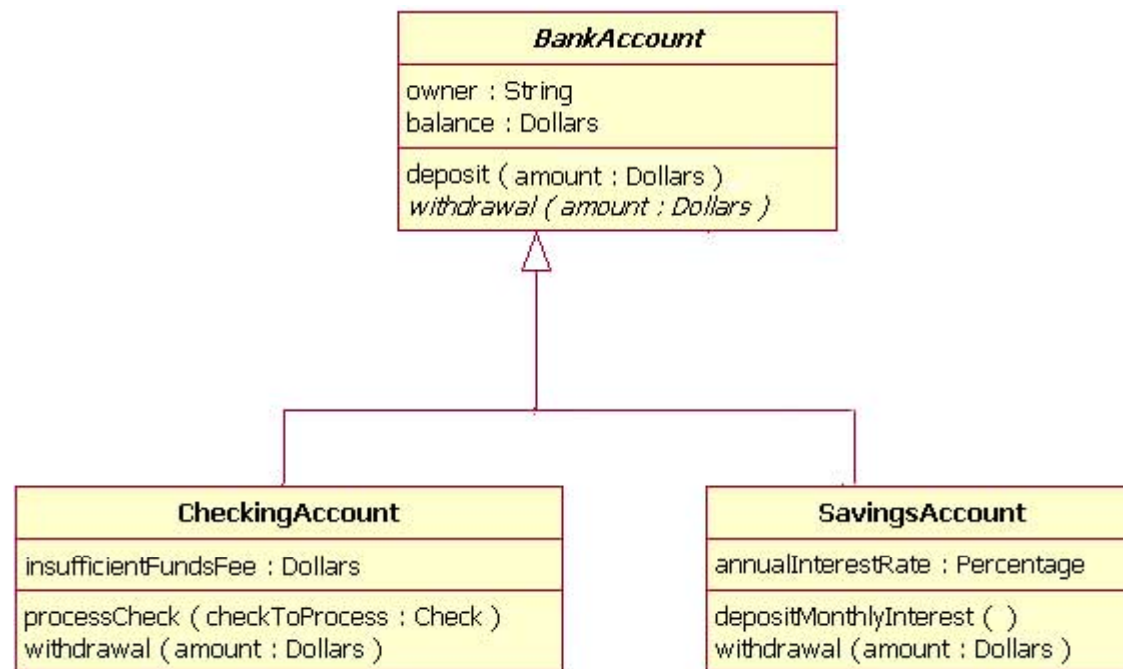 BankAccount
owner : String
balance : Dollars
deposit ( amount : Dollars )
withdrawal ( amount : Dollars )
CheckingAccount
insufficientFundsFee : Dollars
processCheck ( checkToProcess : Check )
withdrawal ( amount : Dollars )
SavingsAccount
annualInterestRate : Percentage
depositMonthlyInterest ( )
withdrawal ( amount : Dollars )